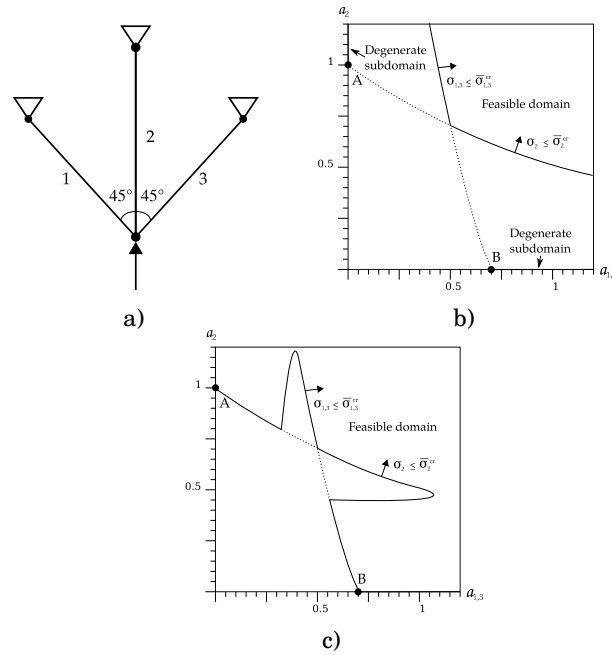 2
1
3
45° 45°
a)
a₂
1
0.5
Degenerate
subdomain
A
σ₁,₃ ≤ σ̅₁,₃ᶜʳ
Feasible domain
σ₂ ≤ σ̅₂ᶜʳ
Degenerate
subdomain
B
0.5
1
a₁,
b)
a₂
1
0.5
A
σ₁,₃ ≤ σ̅₁,₃ᶜʳ
Feasible domain
σ₂ ≤ σ̅₂ᶜʳ
B
0.5
1
a₁,₃
c)